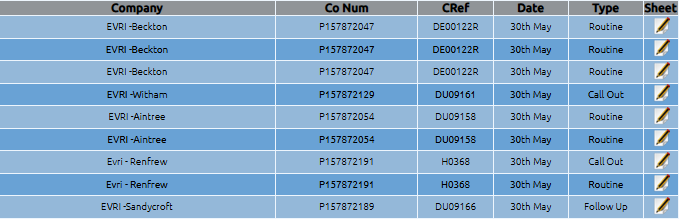 Company Co Num CRef Date Type Sheet
EVRI -Beckton P157872047 DE00122R 30th May Routine
EVRI -Beckton P157872047 DE00122R 30th May Routine
EVRI -Beckton P157872047 DE00122R 30th May Routine
EVRI -Witham P157872129 DU09161 30th May Call Out
EVRI -Aintree P157872054 DU09158 30th May Routine
EVRI -Aintree P157872054 DU09158 30th May Routine
Evri - Renfrew P157872191 H0368 30th May Call Out
Evri - Renfrew P157872191 H0368 30th May Routine
EVRI -Sandycroft P157872189 DU09166 30th May Follow Up